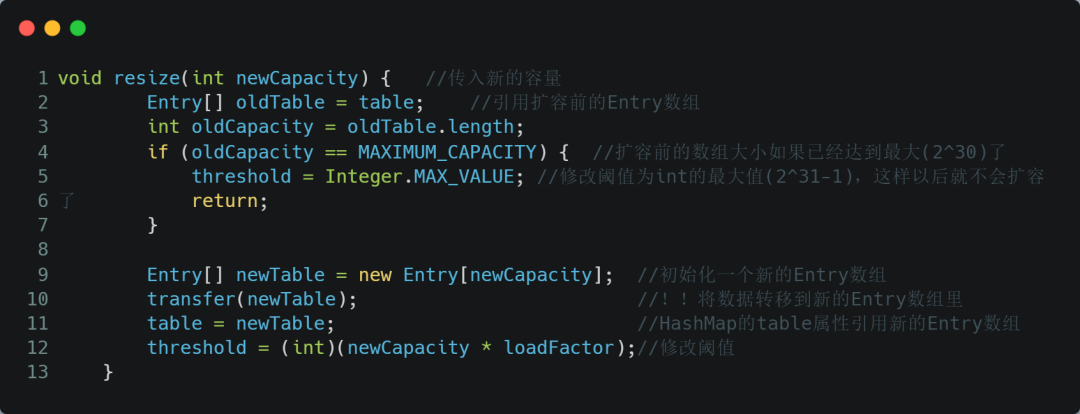 1 void resize(int newCapacity) {   //传入新的容量
2         Entry[] oldTable = table;    //引用扩容前的Entry数组
3         int oldCapacity = oldTable.length;
4         if (oldCapacity == MAXIMUM_CAPACITY) {  //扩容前的数组大小如果已经达到最大(2^30)了
5             threshold = Integer.MAX_VALUE; //修改阈值为int的最大值(2^31-1)，这样以后就不会扩容
6 了           return;
7         }
8
9         Entry[] newTable = new Entry[newCapacity];  //初始化一个新的Entry数组
10         transfer(newTable);                         //！！将数据转移到新的Entry数组里
11         table = newTable;                           //HashMap的table属性引用新的Entry数组
12         threshold = (int)(newCapacity * loadFactor);//修改阈值
13     }